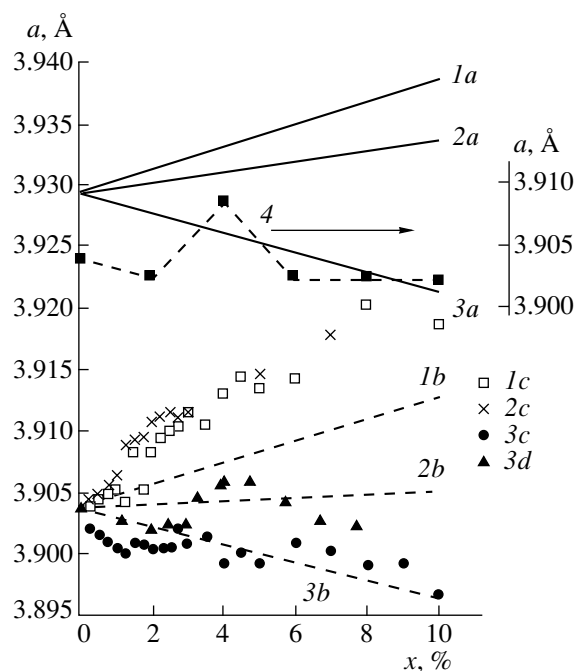 a, Å
3.940
1a
3.935
2a
a, Å
3.930
3.910
4
3.925
3.905
3.920
3a
3.900
3.915
1b
1c
2c
3.910
3c
3d
3.905
2b
3.900
3b
3.895
0 2 4 6 8 10
x, %